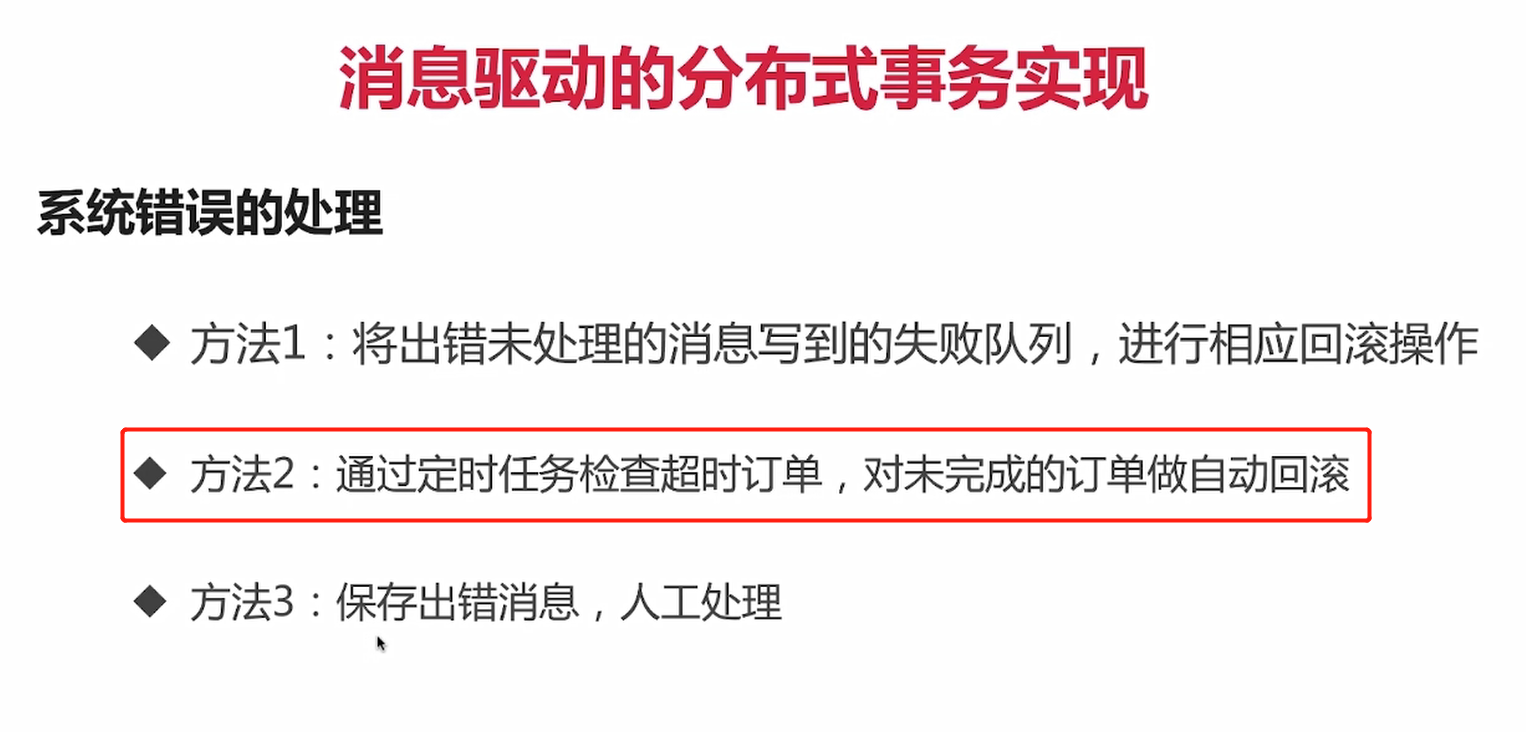 消息驱动的分布式事务实现
系统错误的处理
◆ 方法1：将出错未处理的消息写到的失败队列，进行相应回滚操作
◆ 方法2：通过定时任务检查超时订单，对未完成的订单做自动回滚
◆ 方法3：保存出错消息，人工处理